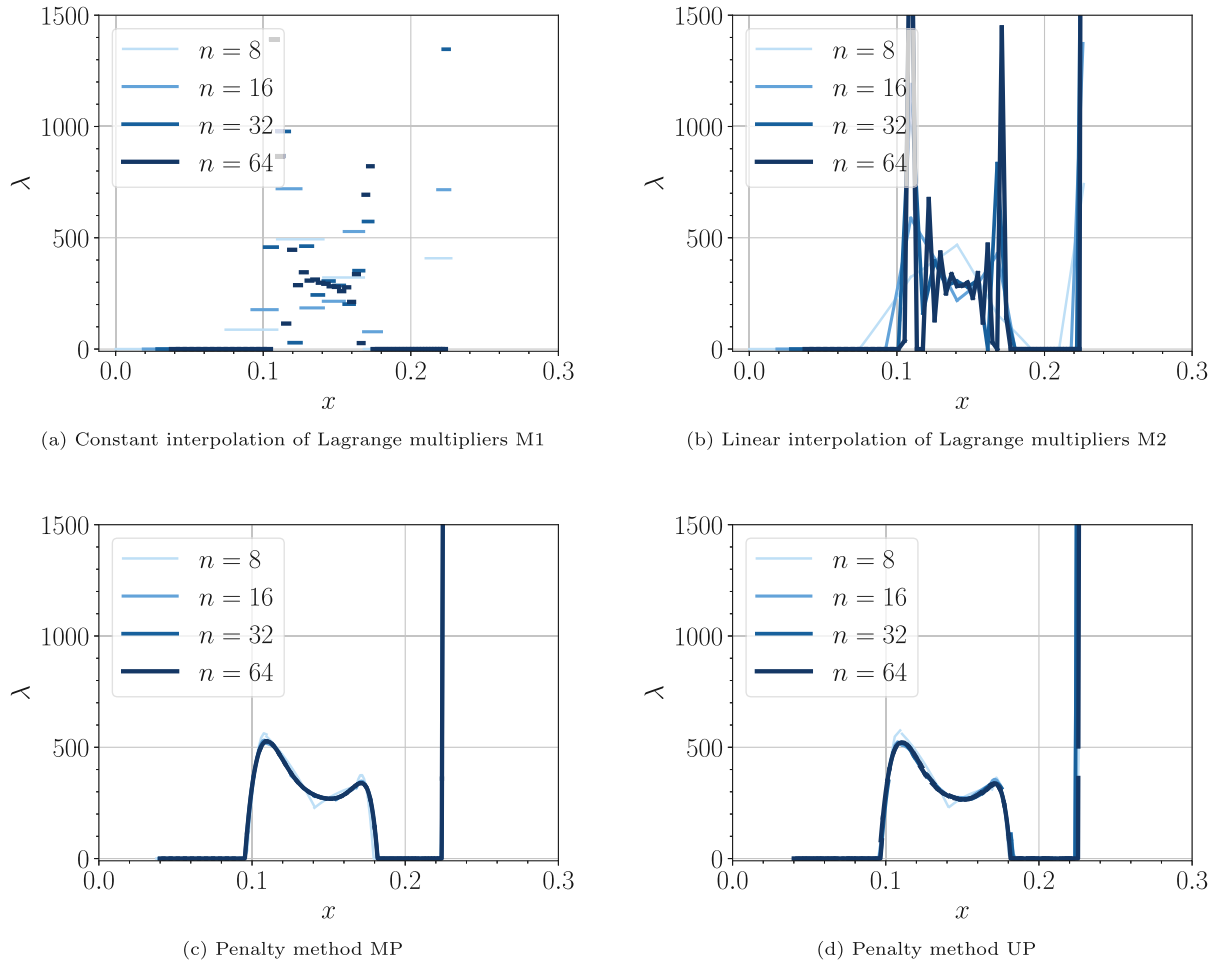 1500
1000
500
0
λ
n = 8
n = 16
n = 32
n = 64
0.0 0.1 0.2 0.3
x
(a) Constant interpolation of Lagrange multipliers M1
1500
1000
500
0
λ
n = 8
n = 16
n = 32
n = 64
0.0 0.1 0.2 0.3
x
(b) Linear interpolation of Lagrange multipliers M2
1500
1000
500
0
λ
n = 8
n = 16
n = 32
n = 64
0.0 0.1 0.2 0.3
x
(c) Penalty method MP
1500
1000
500
0
λ
n = 8
n = 16
n = 32
n = 64
0.0 0.1 0.2 0.3
x
(d) Penalty method UP